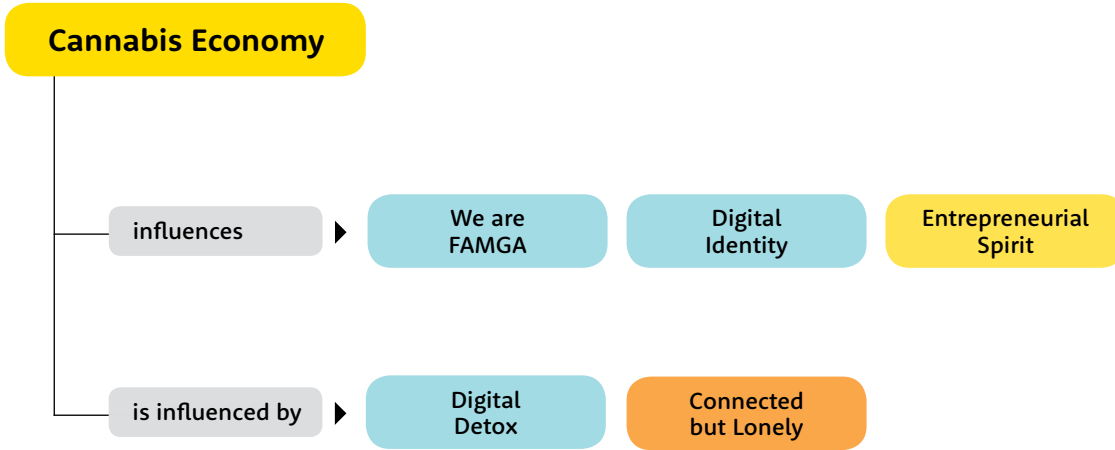 Cannabis Economy
influences
We are
FAMGA
Digital
Identity
Entrepreneurial
Spirit
is influenced by
Digital
Detox
Connected
but Lonely